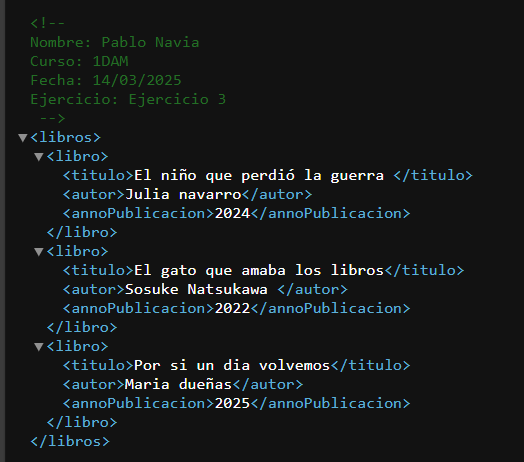 <!--
Nombre: Pablo Navia
Curso: 1DAM
Fecha: 14/03/2025
Ejercicio: Ejercicio 3
-->
<libros>
<libro>
<titulo>El niño que perdió la guerra </titulo>
<autor>Julia navarro</autor>
<annoPublicacion>2024</annoPublicacion>
</libro>
<libro>
<titulo>El gato que amaba los libros</titulo>
<autor>Sosuke Natsukawa </autor>
<annoPublicacion>2022</annoPublicacion>
</libro>
<libro>
<titulo>Por si un dia volvemos</titulo>
<autor>Maria dueñas</autor>
<annoPublicacion>2025</annoPublicacion>
</libro>
</libros>